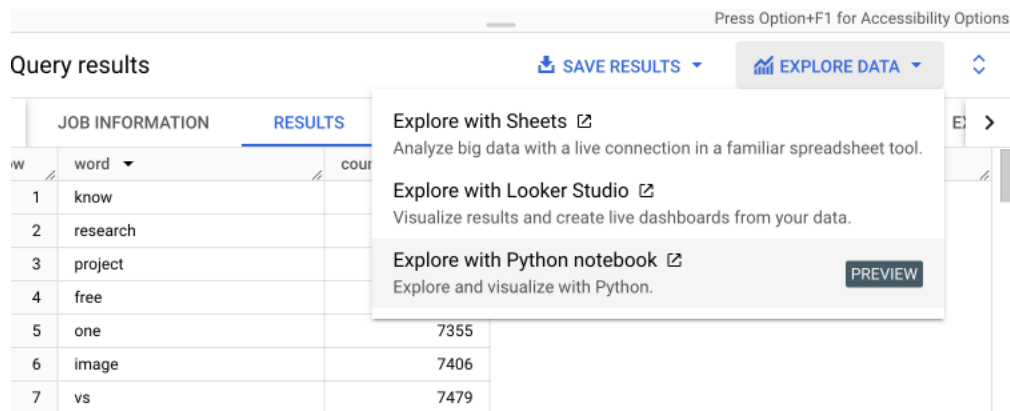 Press Option+F1 for Accessibility Options
Query results
SAVE RESULTS
EXPLORE DATA
JOB INFORMATION
RESULTS
Explore with Sheets
Analyze big data with a live connection in a familiar spreadsheet tool.
Explore with Looker Studio
Visualize results and create live dashboards from your data.
Explore with Python notebook
PREVIEW
Explore and visualize with Python.
word
1 know
2 research
3 project
4 free
5 one 7355
6 image 7406
7 vs 7479